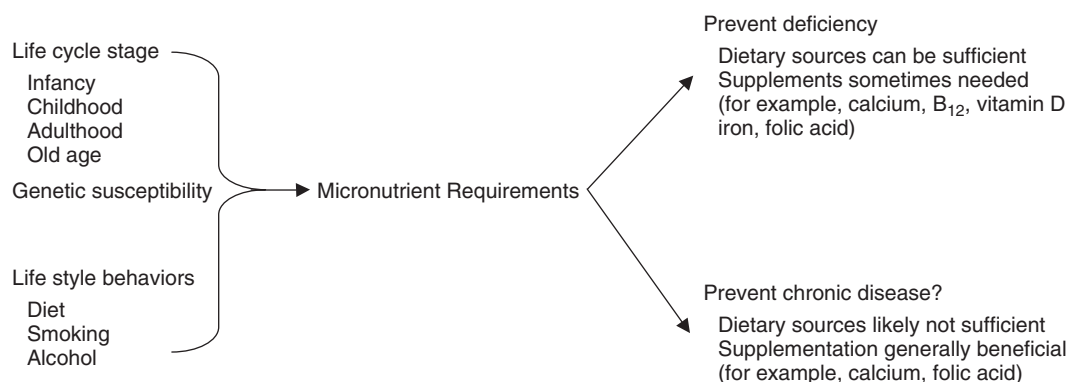 Life cycle stage
Infancy
Childhood
Adulthood
Old age
Genetic susceptibility
Life style behaviors
Diet
Smoking
Alcohol
Micronutrient Requirements
Prevent deficiency
Dietary sources can be sufficient
Supplements sometimes needed
(for example, calcium, B12, vitamin D
iron, folic acid)
Prevent chronic disease?
Dietary sources likely not sufficient
Supplementation generally beneficial
(for example, calcium, folic acid)